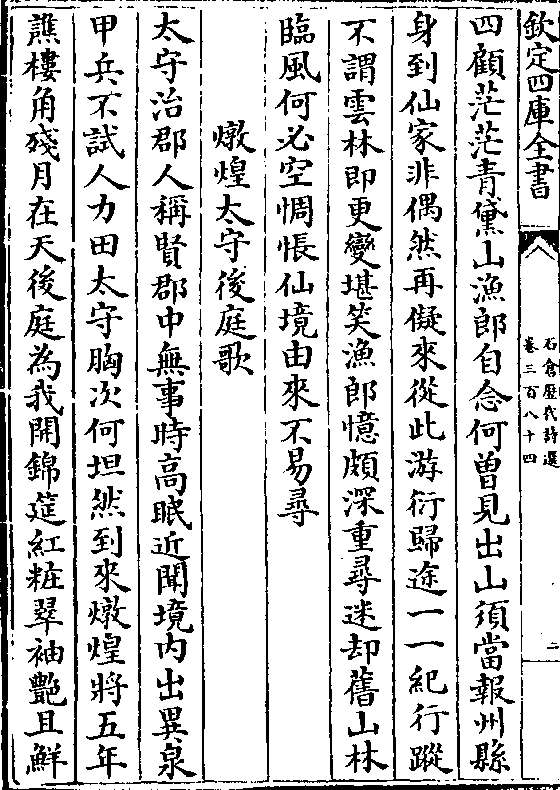 欽定四庫全書
石倉歷代詩選
卷三百八十四
二
四顧茫茫青黛山漁郎自念何曽見出山須當報州縣
身到仙家非偶然再儗來從此游衍歸途一一紀行蹤
不謂雲林即更變堪笑漁郎憶頗深重尋迷却舊山林
臨風何必空惆悵仙境由來不易尋
燉煌太守後庭歌
太守治郡人稱賢郡中無事時高眠近聞境内出異泉
甲兵不試人力田太守胸次何坦然到來燉煌將五年
譙樓角殘月在天後庭為我開錦筵紅粧翠袖艷且鮮